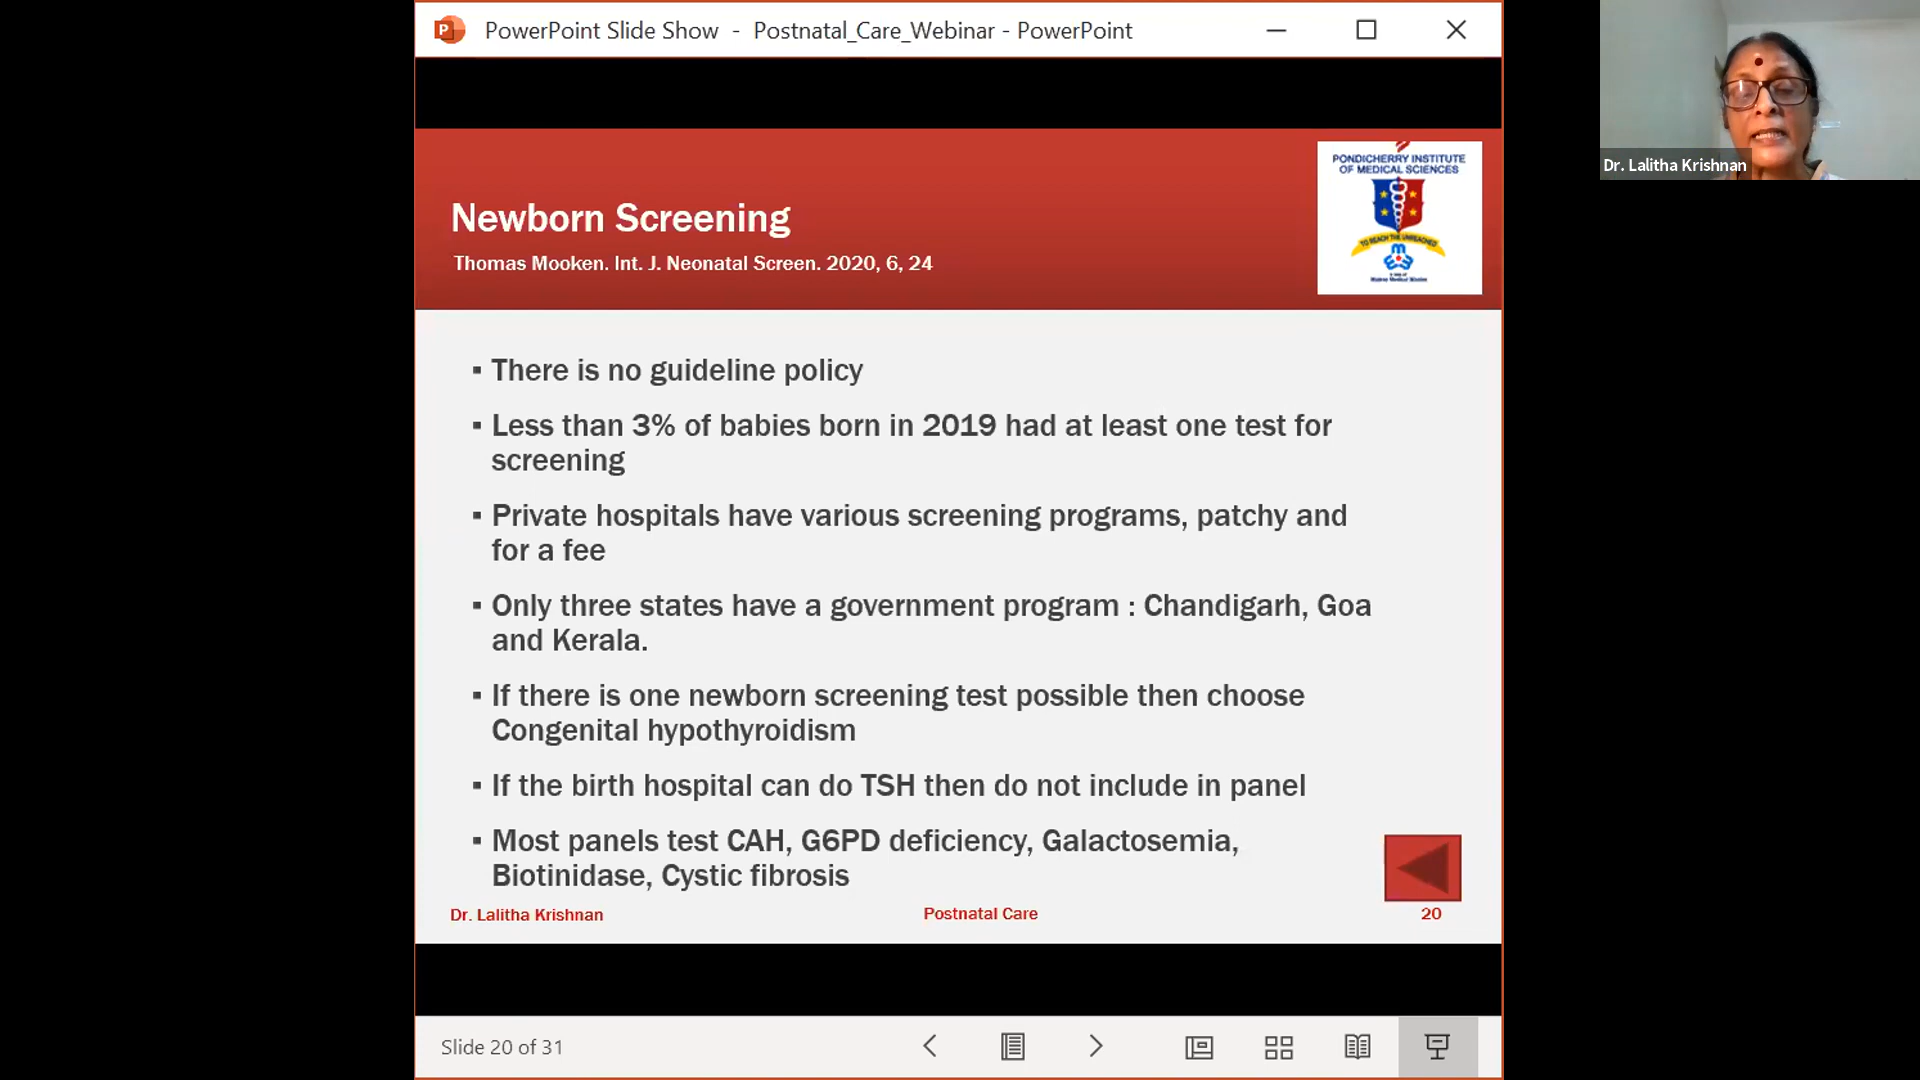 PowerPoint Slide Show - Postnatal_Care_Webinar - PowerPoint
Dr. Lalitha Krishnan
PONDICHERRY INSTITUTE
OF MEDICAL SCIENCES
TO REACH THE UNREACHED
Newborn Screening
Thomas Mooken. Int. J. Neonatal Screen. 2020, 6, 24
▪ There is no guideline policy
▪ Less than 3% of babies born in 2019 had at least one test for
screening
▪ Private hospitals have various screening programs, patchy and
for a fee
▪ Only three states have a government program : Chandigarh, Goa
and Kerala.
▪ If there is one newborn screening test possible then choose
Congenital hypothyroidism
▪ If the birth hospital can do TSH then do not include in panel
▪ Most panels test CAH, G6PD deficiency, Galactosemia,
Biotinidase, Cystic fibrosis
Dr. Lalitha Krishnan
Postnatal Care
20
Slide 20 of 31